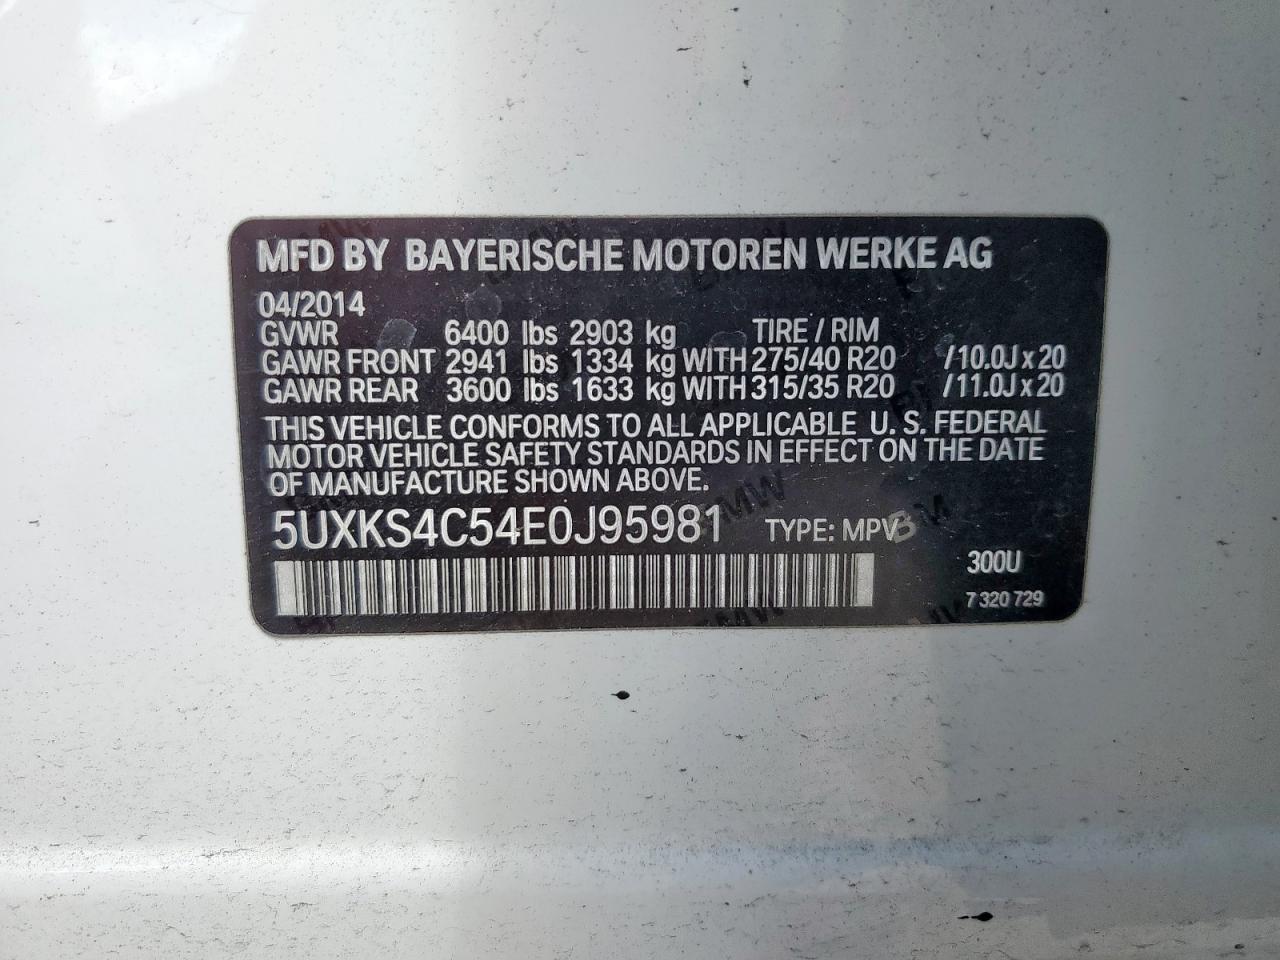 MFD BY BAYERISCHE MOTOREN WERKE AG
04/2014
GVWR 6400 lbs 2903 kg TIRE / RIM
GAWR FRONT 2941 lbs 1334 kg WITH 275/40 R20 /10.0J x 20
GAWR REAR 3600 lbs 1633 kg WITH 315/35 R20 /11.0J x 20
THIS VEHICLE CONFORMS TO ALL APPLICABLE U. S. FEDERAL
MOTOR VEHICLE SAFETY STANDARDS IN EFFECT ON THE DATE
OF MANUFACTURE SHOWN ABOVE.
5UXKS4C54E0J95981 TYPE: MPV
300U
7 320 729